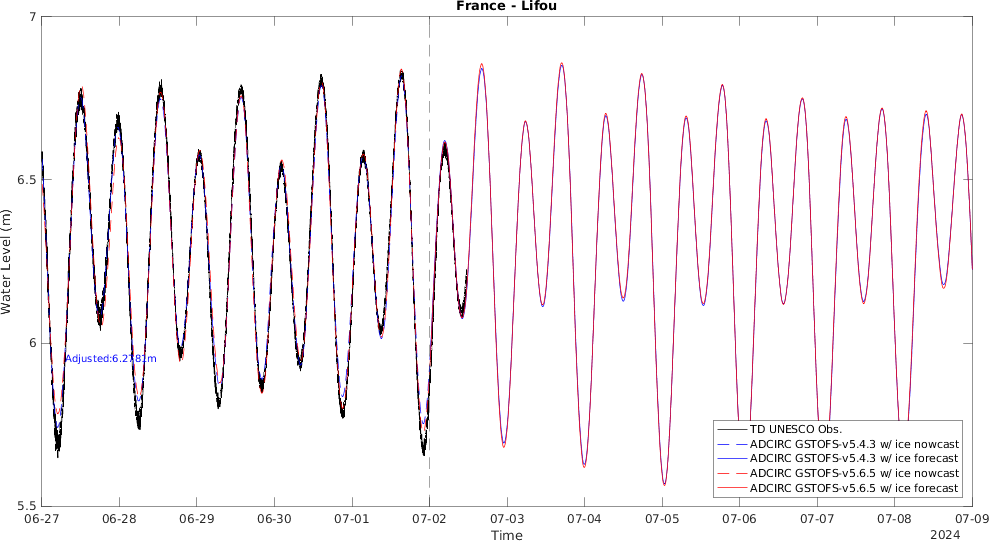 France - Lifou
7
6.5
6
5.5
Water Level (m)
Adjusted:6.2781m
TD UNESCO Obs.
ADCIRC GSTOFS-v5.4.3 w/ ice nowcast
ADCIRC GSTOFS-v5.4.3 w/ ice forecast
ADCIRC GSTOFS-v5.6.5 w/ ice nowcast
ADCIRC GSTOFS-v5.6.5 w/ ice forecast
06-27 06-28 06-29 06-30 07-01 07-02 07-03 07-04 07-05 07-06 07-07 07-08 07-09
Time
2024